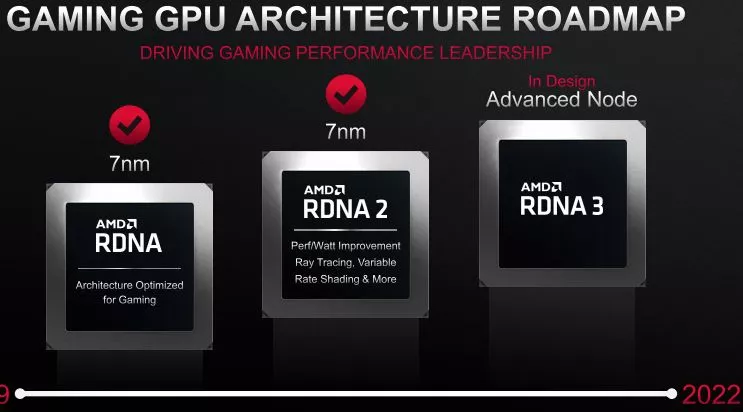 GAMING GPU ARCHITECTURE ROADMAP
DRIVING GAMING PERFORMANCE LEADERSHIP
7nm
AMD
RDNA
Architecture Optimized
for Gaming
7nm
AMD
RDNA 2
Perf/Watt Improvement
Ray Tracing, Variable
Rate Shading & More
In Design
Advanced Node
AMD
RDNA 3
9
2022